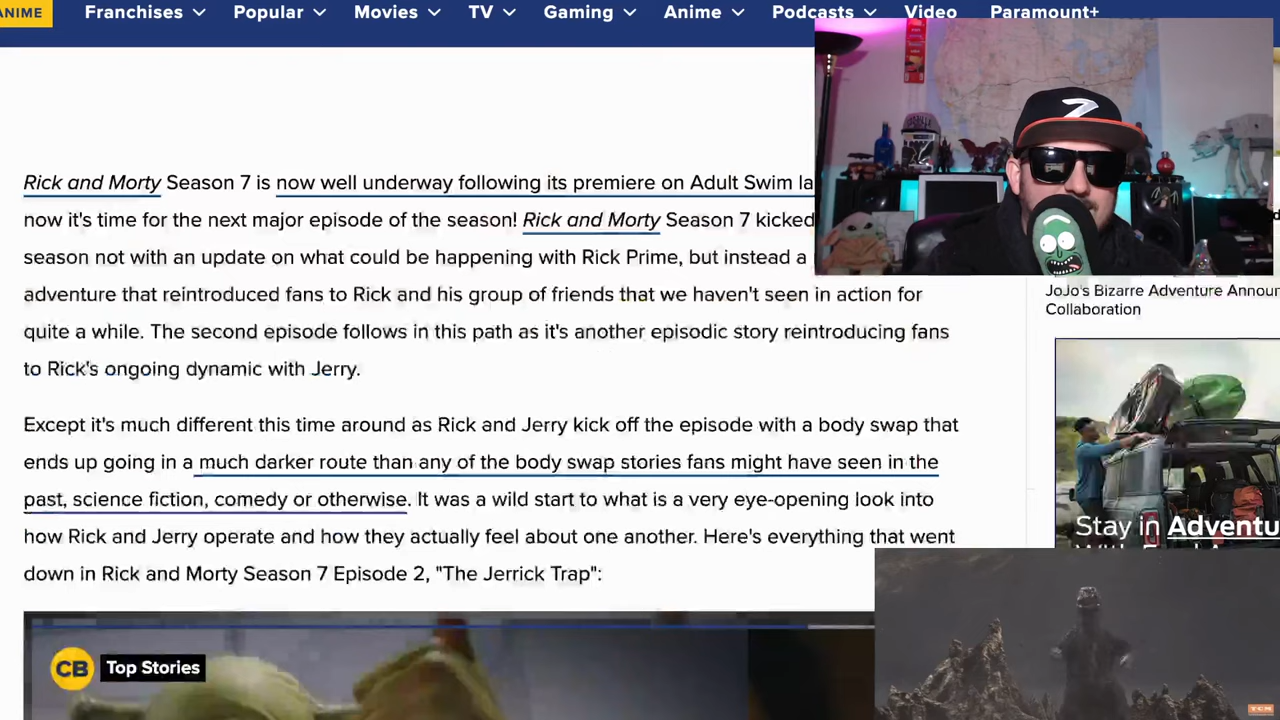 ANIME
Franchises Popular Movies TV Gaming Anime Podcasts Video Paramount+
Rick and Morty Season 7 is now well underway following its premiere on Adult Swim la
now it's time for the next major episode of the season! Rick and Morty Season 7 kicked
season not with an update on what could be happening with Rick Prime, but instead a
adventure that reintroduced fans to Rick and his group of friends that we haven't seen in action for
quite a while. The second episode follows in this path as it's another episodic story reintroducing fans
to Rick's ongoing dynamic with Jerry.
Except it's much different this time around as Rick and Jerry kick off the episode with a body swap that
ends up going in a much darker route than any of the body swap stories fans might have seen in the
past, science fiction, comedy or otherwise. It was a wild start to what is a very eye-opening look into
how Rick and Jerry operate and how they actually feel about one another. Here's everything that went
down in Rick and Morty Season 7 Episode 2, "The Jerrick Trap":
CB Top Stories
JoJo's Bizarre Adventure Annou
Collaboration
Stay in Adventu
TCM